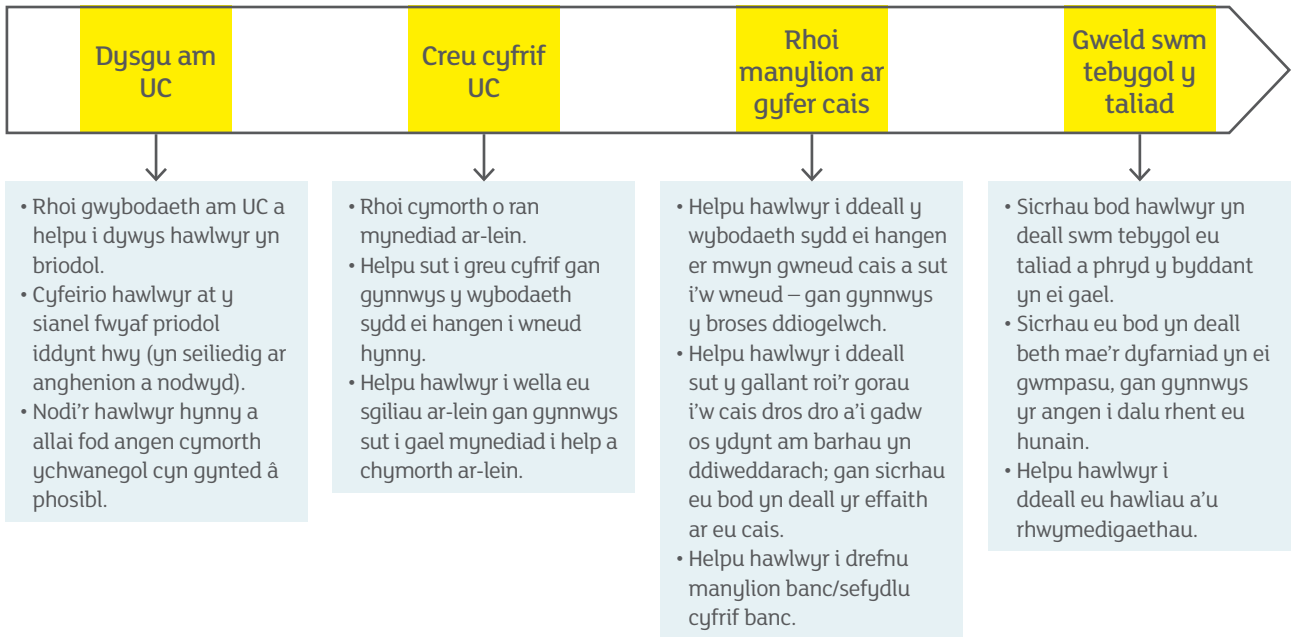 Dysgu am
UC
Creu cyfrif
UC
Rhoi
manylion ar
gyfer cais
Gweld swm
tebygol y
taliad
• Rhoi gwybodaeth am UC a
helpu i dywys hawlwyr yn
briodol.
• Cyfeirio hawlwyr at y
sianel fwyaf priodol
iddynt hwy (yn seiliedig ar
anghenion a nodwyd).
• Nodi'r hawlwyr hynny a
allai fod angen cymorth
ychwanegol cyn gynted â
phosibl.
• Rhoi cymorth o ran
mynediad ar-lein.
• Helpu sut i greu cyfrif gan
gynnwys y wybodaeth
sydd ei hangen i wneud
hynny.
• Helpu hawlwyr i wella eu
sgiliau ar-lein gan gynnwys
sut i gael mynediad i help a
chymorth ar-lein.
• Helpu hawlwyr i ddeall y
wybodaeth sydd ei hangen
er mwyn gwneud cais a sut
i'w wneud – gan gynnwys
y broses ddiogelwch.
• Helpu hawlwyr i ddeall
sut y gallant roi'r gorau
i'w cais dros dro a'i gadw
os ydynt am barhau yn
ddiweddarach; gan sicrhau
eu bod yn deall yr effaith
ar eu cais.
• Helpu hawlwyr i drefnu
manylion banc/sefydlu
cyfrif banc.
• Sicrhau bod hawlwyr yn
deall swm tebygol eu
taliad a phryd y byddant
yn ei gael.
• Sicrhau eu bod yn deall
beth mae'r dyfarniad yn ei
gwmpasu, gan gynnwys
yr angen i dalu rhent eu
hunain.
• Helpu hawlwyr i
ddeall eu hawliau a'u
rhwymedigaethau.